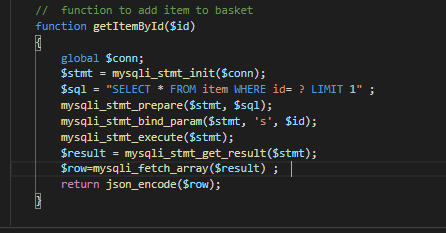 //  function to add item to basket
function getItemById($id)
{
    global $conn;
    $stmt = mysqli_stmt_init($conn);
    $sql = "SELECT * FROM item WHERE id= ? LIMIT 1" ;
    mysqli_stmt_prepare($stmt, $sql);
    mysqli_stmt_bind_param($stmt, 's', $id);
    mysqli_stmt_execute($stmt);
    $result = mysqli_stmt_get_result($stmt);
    $row=mysqli_fetch_array($result) ;
    return json_encode($row);
}